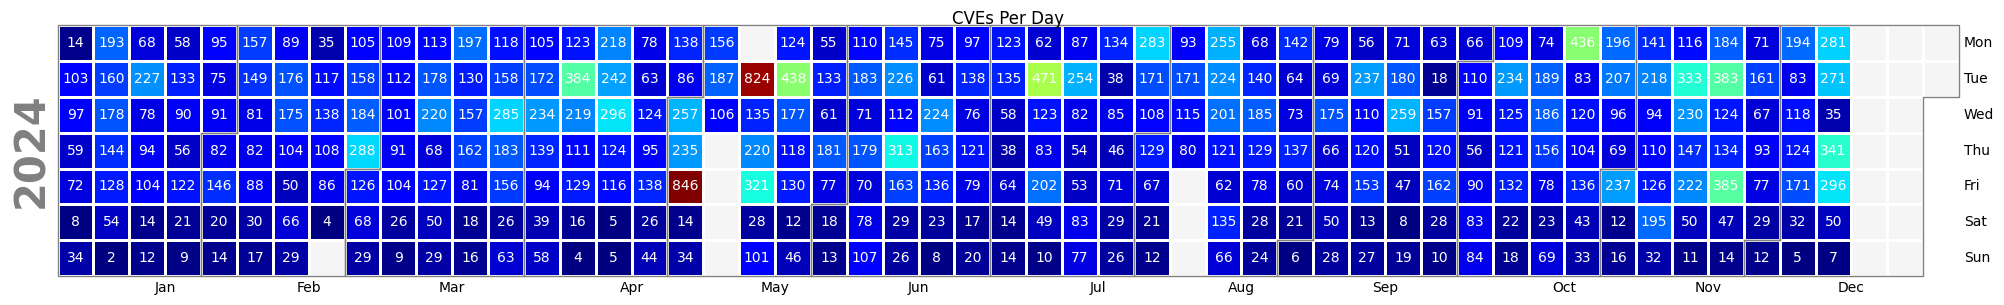 CVEs Per Day
2024
14 193 68 58 95 157 89 35 105 109 113 197 118 105 123 218 78 138 156 124 55 110 145 75 97 123 62 87 134 283 93 255 68 142 79 56 71 63 66 109 74 436 196 141 116 184 71 194 281 Mon
103 160 227 133 75 149 176 117 158 112 178 130 158 172 384 242 63 86 187 824 438 133 183 226 61 138 135 471 254 38 171 171 224 140 64 69 237 180 18 110 234 189 83 207 218 333 383 161 83 271 Tue
97 178 78 90 91 81 175 138 184 101 220 157 285 234 219 296 124 257 106 135 177 61 71 112 224 76 58 123 82 85 108 115 201 185 73 175 110 259 157 91 125 186 120 96 94 230 124 67 118 35 Wed
59 144 94 56 82 82 104 108 288 91 68 162 183 139 111 124 95 235 220 118 181 179 313 163 121 38 83 54 46 129 80 121 129 137 66 120 51 120 56 121 156 104 69 110 147 134 93 124 341 Thu
72 128 104 122 146 88 50 86 126 104 127 81 156 94 129 116 138 846 321 130 77 70 163 136 79 64 202 53 71 67 62 78 60 74 153 47 162 90 132 78 136 237 126 222 385 77 171 296 Fri
8 54 14 21 20 30 66 4 68 26 50 18 26 39 16 5 26 14 28 12 18 78 29 23 17 14 49 83 29 21 135 28 21 50 13 8 28 83 22 23 43 12 195 50 47 29 32 50 Sat
34 2 12 9 14 17 29 29 9 29 16 63 58 4 5 44 34 101 46 13 107 26 8 20 14 10 77 26 12 66 24 6 28 27 19 10 84 18 69 33 16 32 11 14 12 5 7 Sun
Jan Feb Mar Apr May Jun Jul Aug Sep Oct Nov Dec